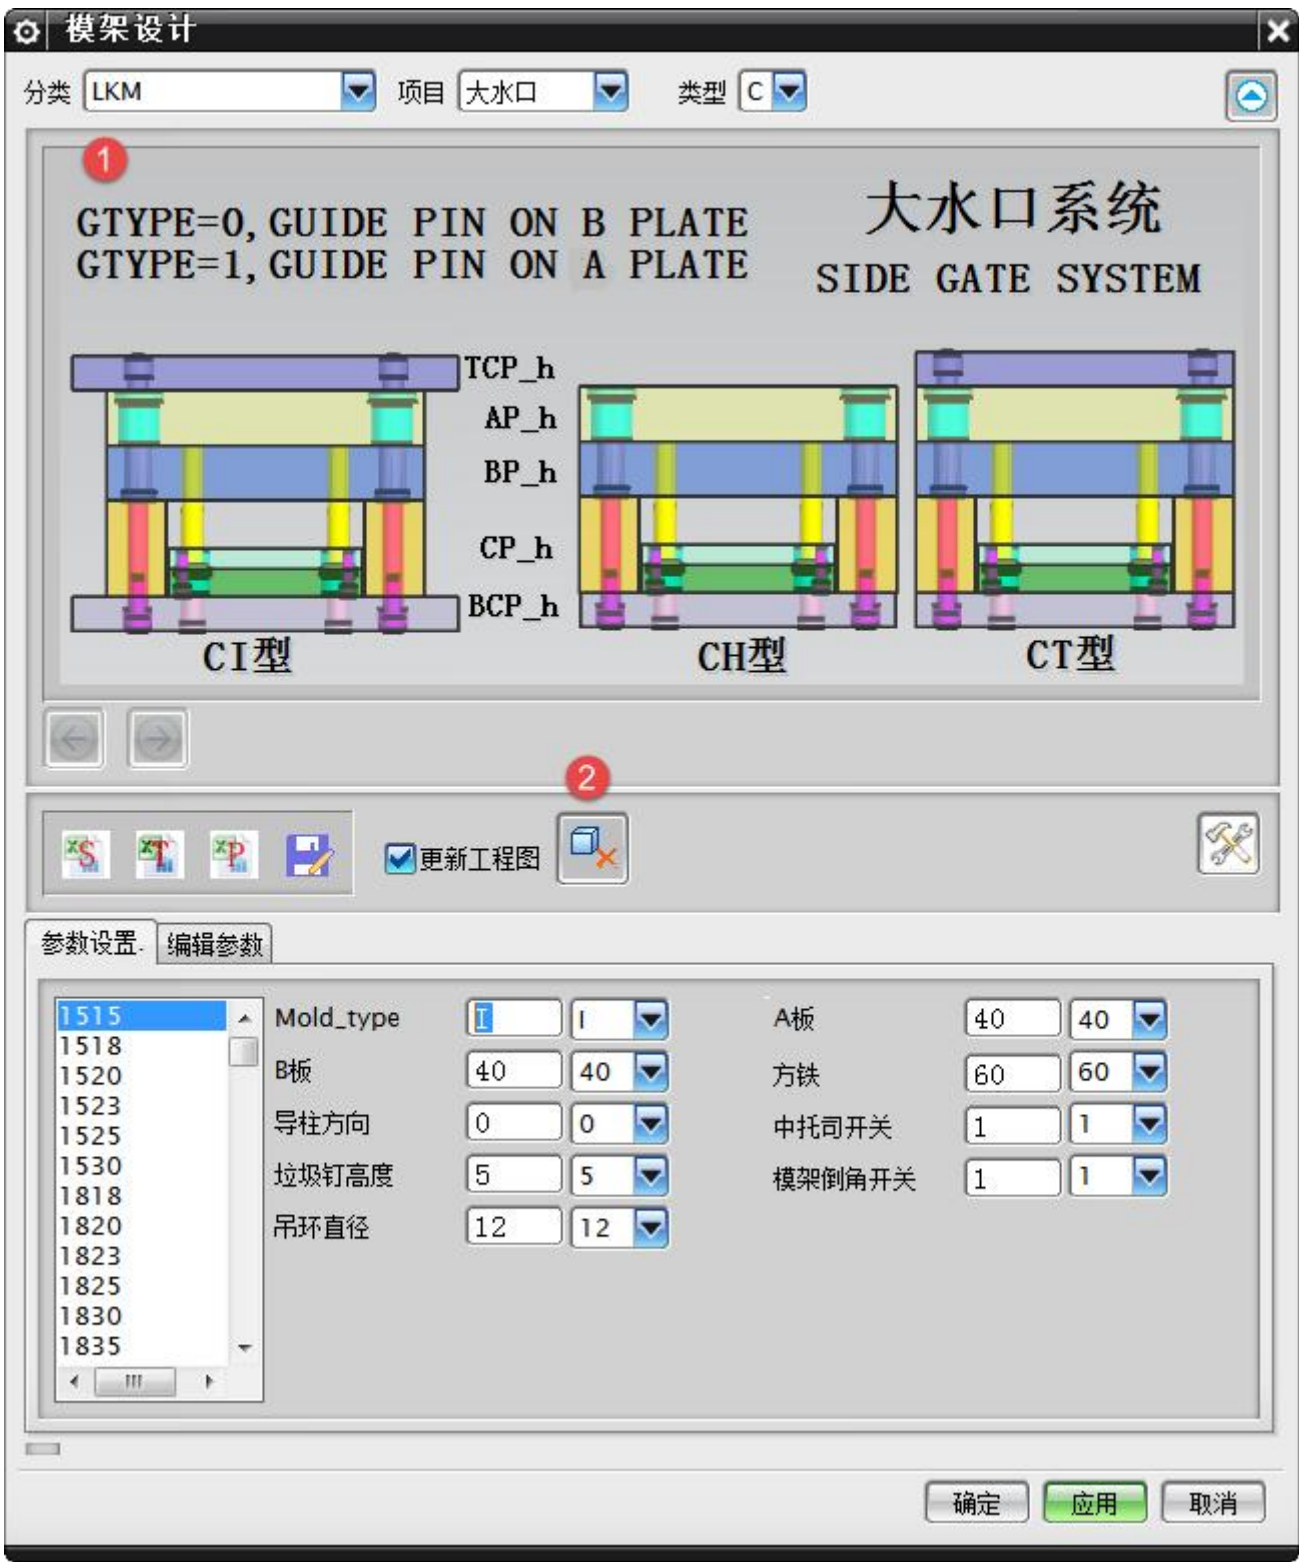 模架设计
分类 LKM 项目 大水口 类型 C
1
GTYPE=0, GUIDE PIN ON B PLATE
GTYPE=1, GUIDE PIN ON A PLATE
大水口系统
SIDE GATE SYSTEM
TCP_h
AP_h
BP_h
CP_h
BCP_h
CI型
CH型
CT型
2
S T P 更新工程图
参数设置. 编辑参数
1515
1518
1520
1523
1525
1530
1818
1820
1823
1825
1830
1835
Mold_type I I A板 40 40
B板 40 40 方铁 60 60
导柱方向 0 0 中托司开关 1 1
垃圾钉高度 5 5 模架倒角开关 1 1
吊环直径 12 12
确定 应用 取消